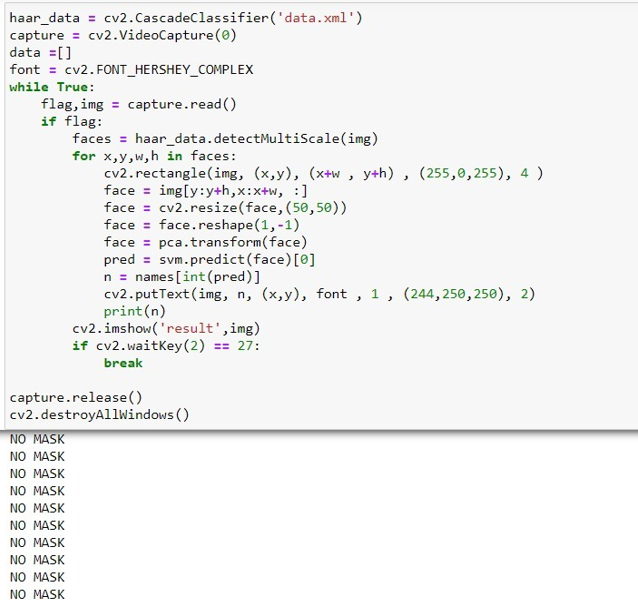 haar_data = cv2.CascadeClassifier('data.xml')
capture = cv2.VideoCapture(0)
data =[]
font = cv2.FONT_HERSHEY_COMPLEX
while True:
    flag,img = capture.read()
    if flag:
        faces = haar_data.detectMultiScale(img)
        for x,y,w,h in faces:
            cv2.rectangle(img, (x,y), (x+w , y+h) , (255,0,255), 4 )
            face = img[y:y+h,x:x+w, :]
            face = cv2.resize(face,(50,50))
            face = face.reshape(1,-1)
            face = pca.transform(face)
            pred = svm.predict(face)[0]
            n = names[int(pred)]
            cv2.putText(img, n, (x,y), font , 1 , (244,250,250), 2)
            print(n)
        cv2.imshow('result',img)
        if cv2.waitKey(2) == 27:
            break
capture.release()
cv2.destroyAllWindows()
NO MASK
NO MASK
NO MASK
NO MASK
NO MASK
NO MASK
NO MASK
NO MASK
NO MASK
NO MASK